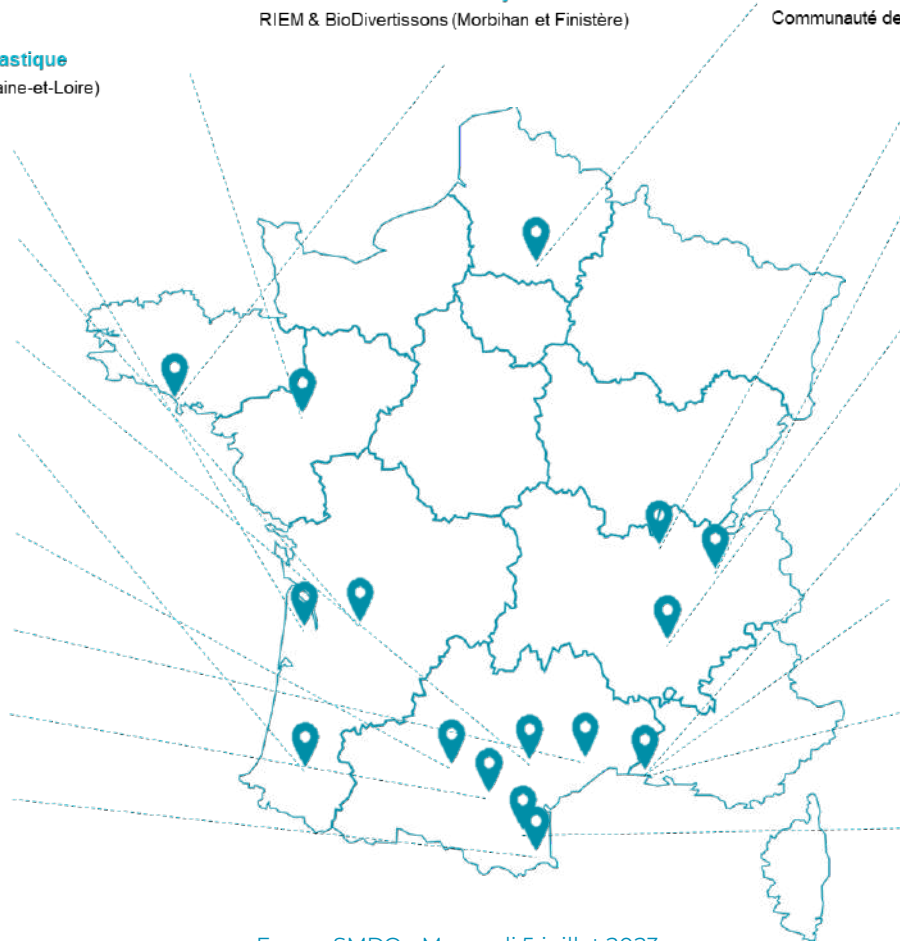 RIEM & BioDivertissons (Morbihan et Finistère)
Communauté de
astique
aine-et-Loire)